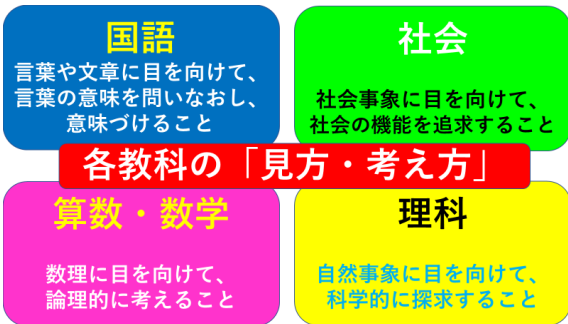 国語
言葉や文章に目を向けて、
言葉の意味を問いなおし、
意味づけること
社会
社会事象に目を向けて、
社会の機能を追求すること
各教科の「見方・考え方」
算数・数学
数理に目を向けて、
論理的に考えること
理科
自然事象に目を向けて、
科学的に探求すること